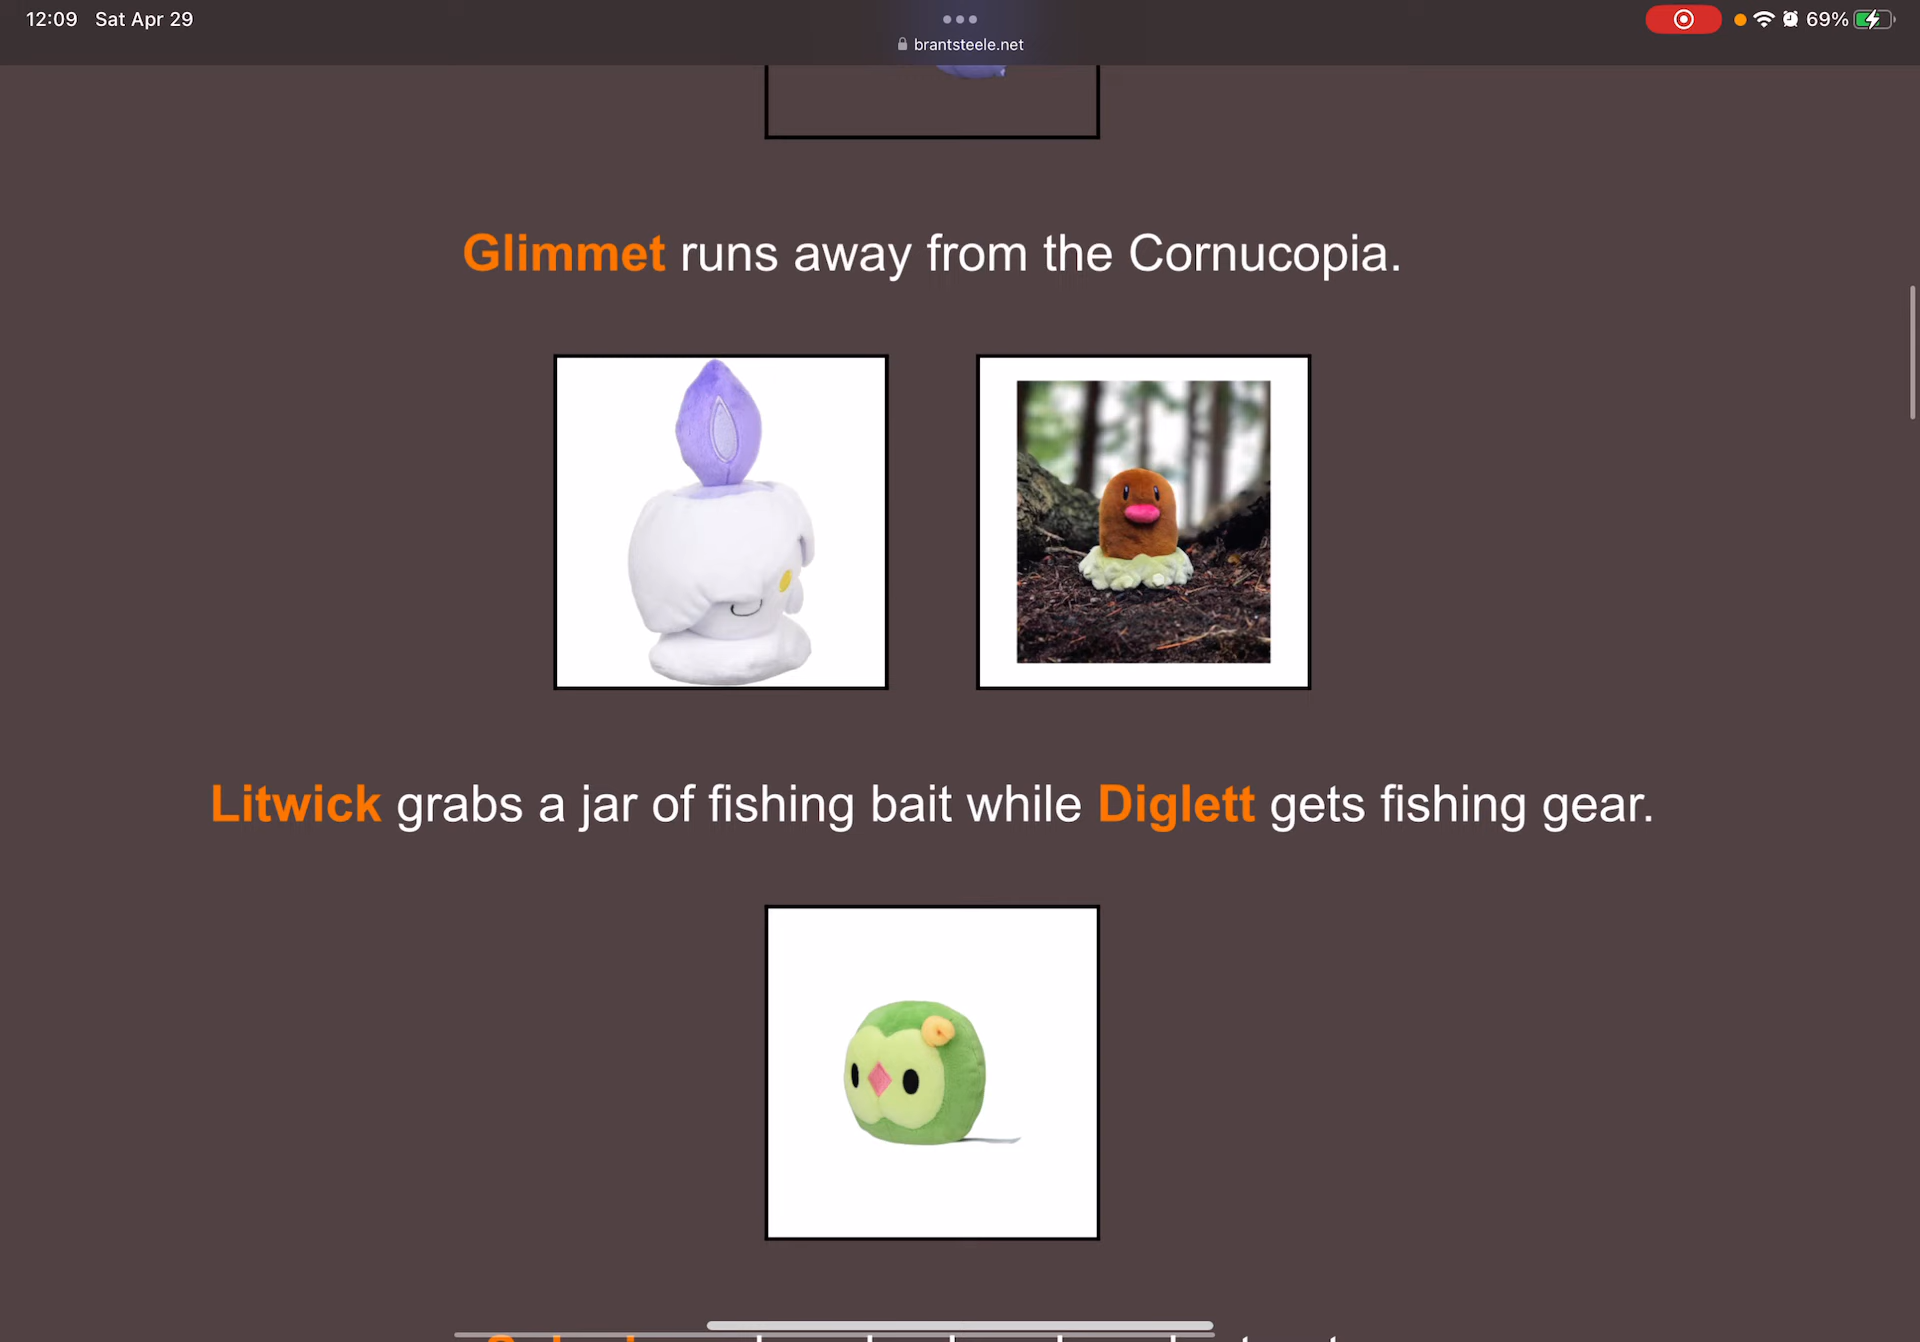 12:09 Sat Apr 29
69%
brantsteele.net
Glimmet runs away from the Cornucopia.
Litwick grabs a jar of fishing bait while Diglett gets fishing gear.